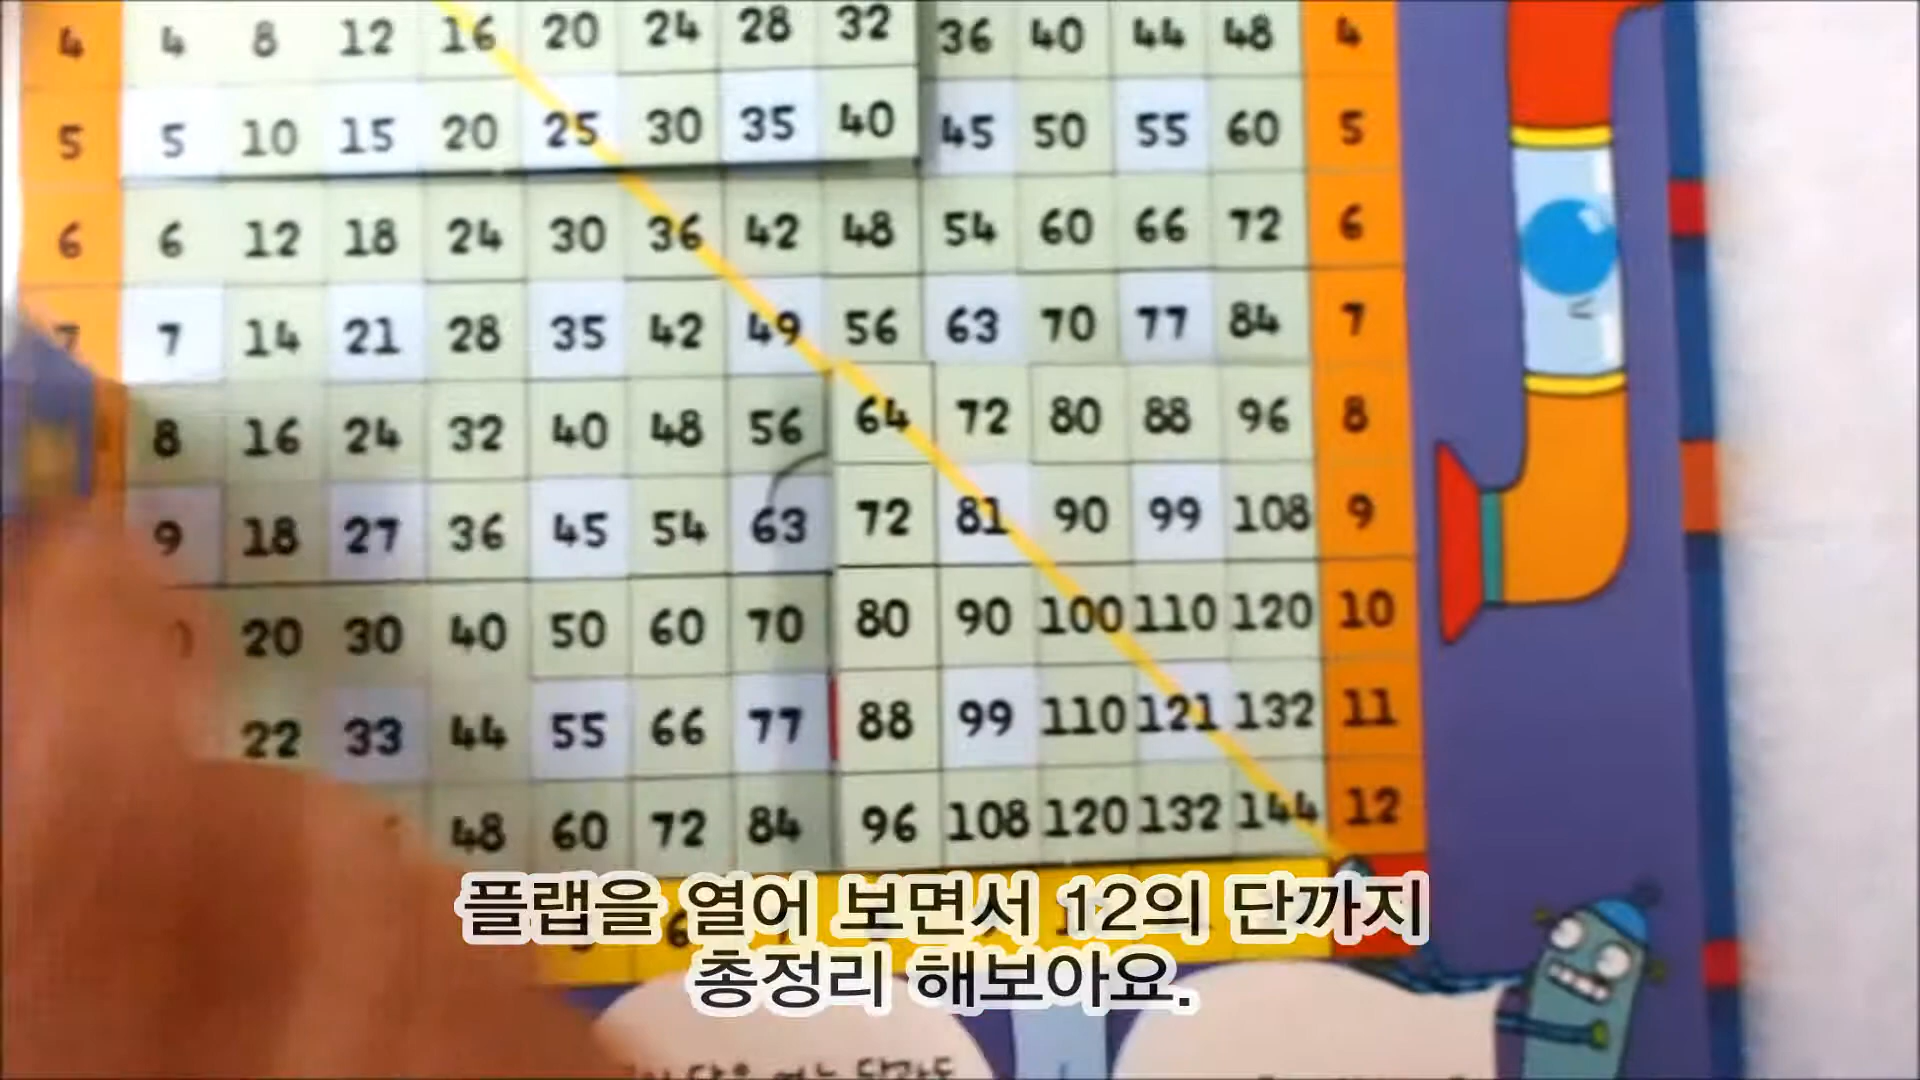 4 4 8 12 16 20 24 28 32 36 40 44 48 4
5 5 10 15 20 25 30 35 40 45 50 55 60 5
6 6 12 18 24 30 36 42 48 54 60 66 72 6
7 7 14 21 28 35 42 49 56 63 70 77 84 7
8 16 24 32 40 48 56 64 72 80 88 96 8
9 18 27 36 45 54 63 72 81 90 99 108 9
20 30 40 50 60 70 80 90 100 110 120 10
22 33 44 55 66 77 88 99 110 121 132 11
48 60 72 84 96 108 120 132 144 12
플랩을 열어 보면서 12의 단까지
총정리 해보아요.